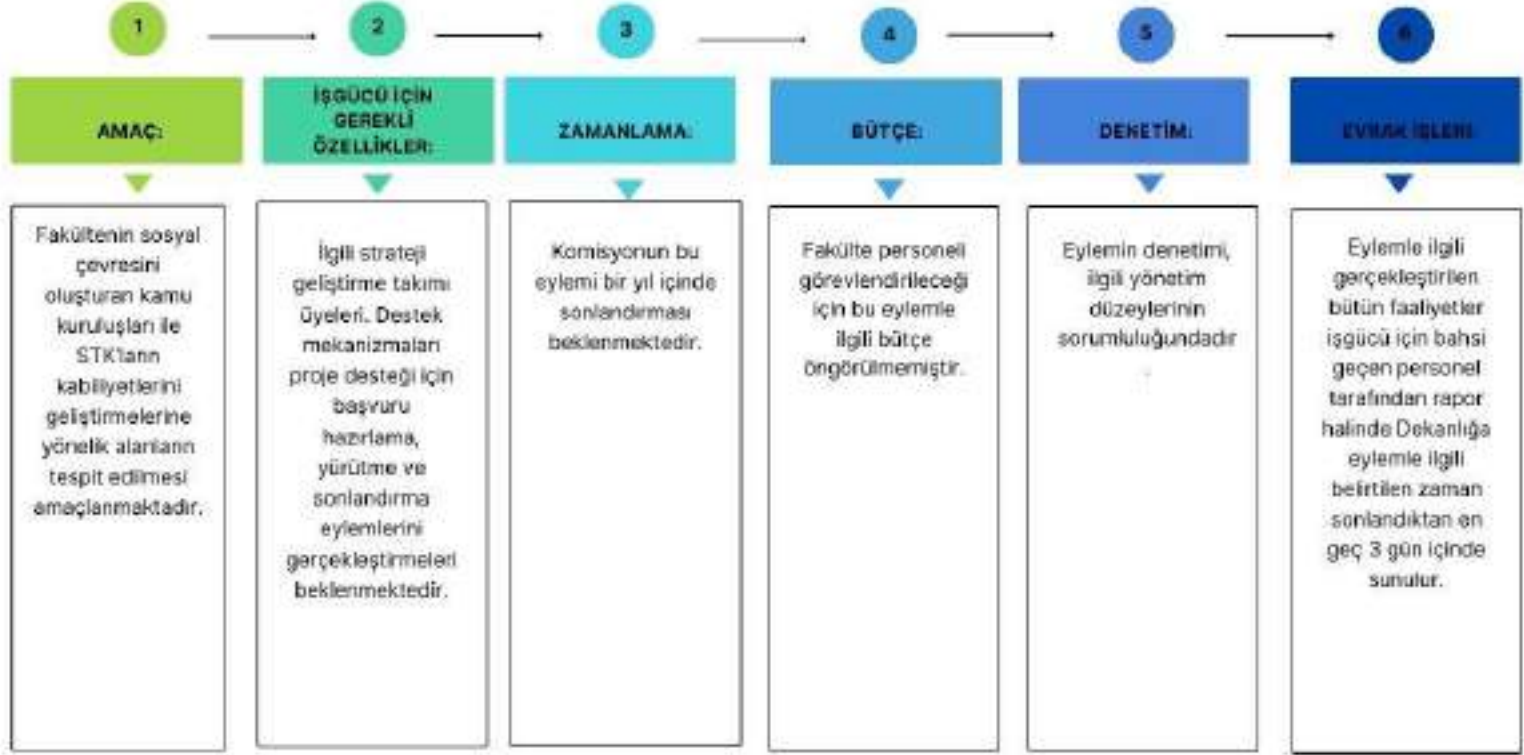 1
2
3
4
5
6
AMAÇ:
İŞGÜCÜ İÇİN
GEREKLİ
ÖZELLİKLER:
ZAMANLAMA:
BÜTÇE:
DENETİM:
EVRAK İŞLERİ:
Fakültenin sosyal
çevresini
oluşturan kamu
kuruluşları ile
STK'ların
kabiliyetlerini
geliştirmelerine
yönelik alanların
tespit edilmesi
amaçlanmaktadır.
İlgili strateji
geliştirme takımı
üyeleri. Destek
mekanizmaları
proje desteği için
başvuru
hazırlama,
yürütme ve
sonlandırma
eylemlerini
gerçekleştirmeleri
beklenmektedir.
Komisyonun bu
eylemi bir yıl içinde
sonlandırması
beklenmektedir.
Fakülte personeli
görevlendirileceği
için bu eylemle
ilgili bütçe
öngörülmemiştir.
Eylemin denetimi,
ilgili yönetim
düzeylerinin
sorumluluğundadır
.
Eylemle ilgili
gerçekleştirilen
bütün faaliyetler
işgücü için bahsi
geçen personel
tarafından rapor
halinde Dekanlığa
eylemle ilgili
belirtilen zaman
sonlandıktan en
geç 3 gün içinde
sunulur.